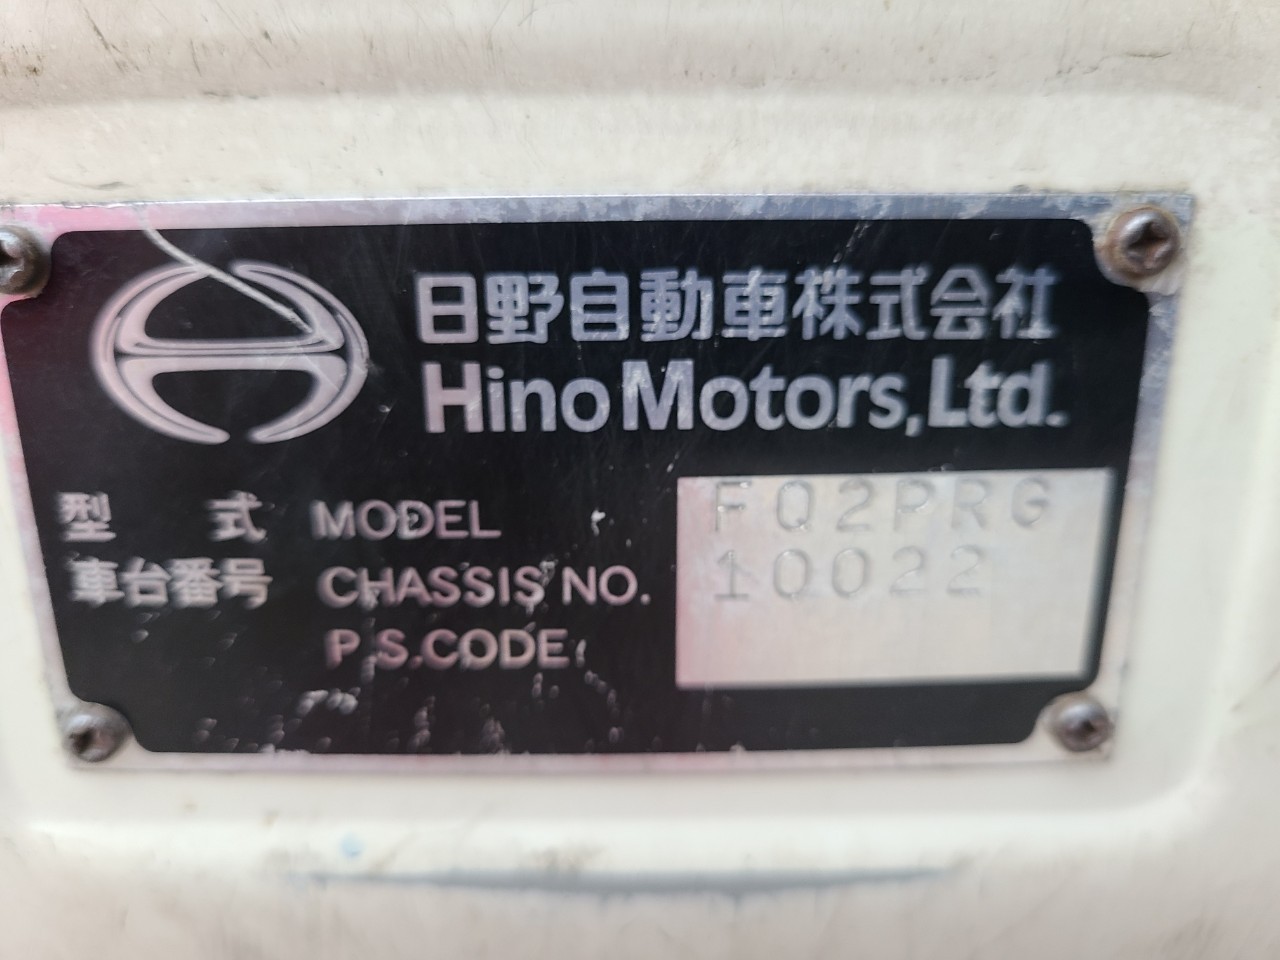 日野自動車株式会社
Hino Motors, Ltd.
型 式 MODEL FQ2PRG
車台番号 CHASSIS NO. 10022
P.S.CODE